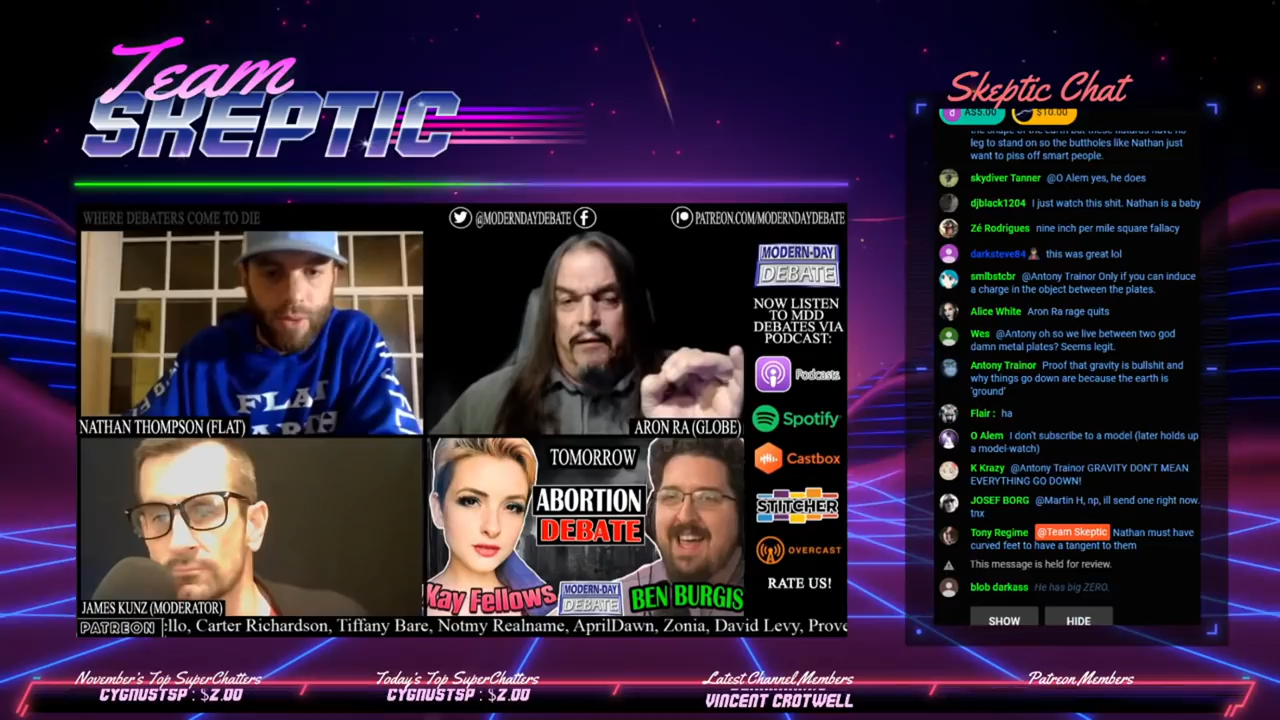 Team
SKEPTIC
WHERE DEBATERS COME TO DIE
@MODERNDAYDEBATE
PATREON.COM/MODERNDAYDEBATE
NATHAN THOMPSON (FLAT)
FLAT
ARON RA (GLOBE)
JAMES KUNZ (MODERATOR)
TOMORROW
ABORTION
DEBATE
Kay Fellows
MODERN-DAY
DEBATE
BEN BURGIS
MODERN-DAY
DEBATE
NOW LISTEN
TO MDD
DEBATES VIA
PODCAST:
Podcasts
Spotify
Castbox
STITCHER
OVERCAST
RATE US!
PATREON :llo, Carter Richardson, Tiffany Bare, Notmy Realname, AprilDawn, Zonia, David Levy, Prove
Skeptic Chat
d A$5.00 $10.00
the shape of the earth but these flatards have no
leg to stand on so the buttholes like Nathan just
want to piss off smart people.
skydiver Tanner @O Alem yes, he does
djblack1204 I just watch this shit. Nathan is a baby
Zé Rodrigues nine inch per mile square fallacy
darksteve84 this was great lol
smlbstcbr @Antony Trainor Only if you can induce
a charge in the object between the plates.
Alice White Aron Ra rage quits
Wes @Antony oh so we live between two god
damn metal plates? Seems legit.
Antony Trainor Proof that gravity is bullshit and
why things go down are because the earth is
'ground'
Flair : ha
O Alem I don't subscribe to a model (later holds up
a model-watch)
K Krazy @Antony Trainor GRAVITY DON'T MEAN
EVERYTHING GO DOWN!
JOSEF BORG @Martin H, np, ill send one right now.
tnx
Tony Regime @Team Skeptic Nathan must have
curved feet to have a tangent to them
This message is held for review.
blob darkass He has big ZERO.
SHOW HIDE
November's Top SuperChatters
CYGNUSTSP : $2.00
Today's Top SuperChatters
CYGNUSTSP : $2.00
Latest Channel Members
VINCENT CROTWELL
Patreon Members